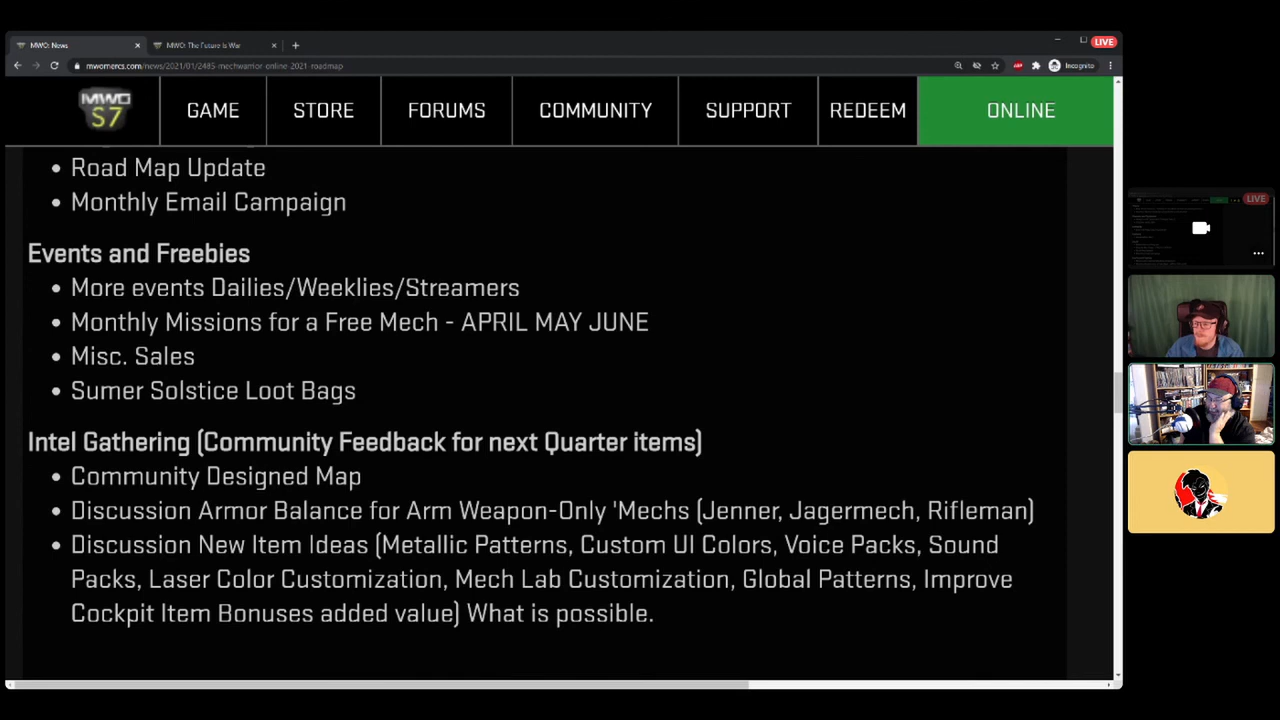 MWO: News
MWO: The Future Is War
LIVE
mwomercs.com/news/2021/01/2485-mechwarrior-online-2021-roadmap
Incognito
MWO
S7
GAME
STORE
FORUMS
COMMUNITY
SUPPORT
REDEEM
ONLINE
Road Map Update
Monthly Email Campaign
LIVE
Events and Freebies
More events Dailies/Weeklies/Streamers
Monthly Missions for a Free Mech - APRIL MAY JUNE
Misc. Sales
Sumer Solstice Loot Bags
Intel Gathering (Community Feedback for next Quarter items)
Community Designed Map
Discussion Armor Balance for Arm Weapon-Only 'Mechs (Jenner, Jagermech, Rifleman)
Discussion New Item Ideas (Metallic Patterns, Custom UI Colors, Voice Packs, Sound
Packs, Laser Color Customization, Mech Lab Customization, Global Patterns, Improve
Cockpit Item Bonuses added value) What is possible.